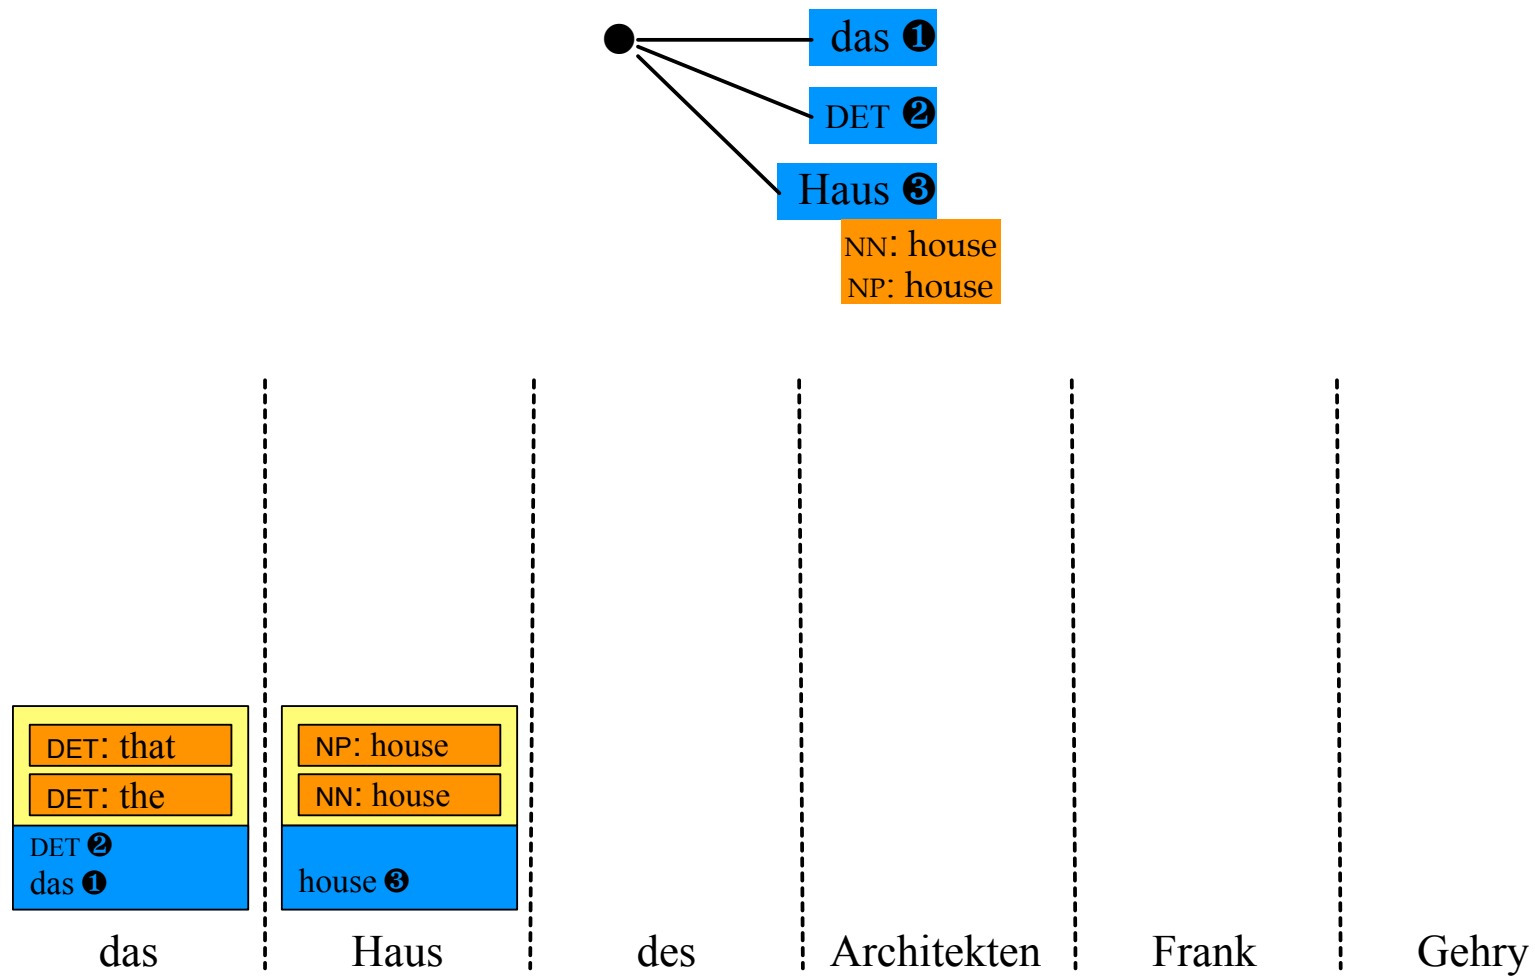 das ❶
DET ❷
Haus ❸
NN: house
NP: house
DET: that
DET: the
DET ❷
das ❶
NP: house
NN: house
house ❸
das Haus des Architekten Frank Gehry